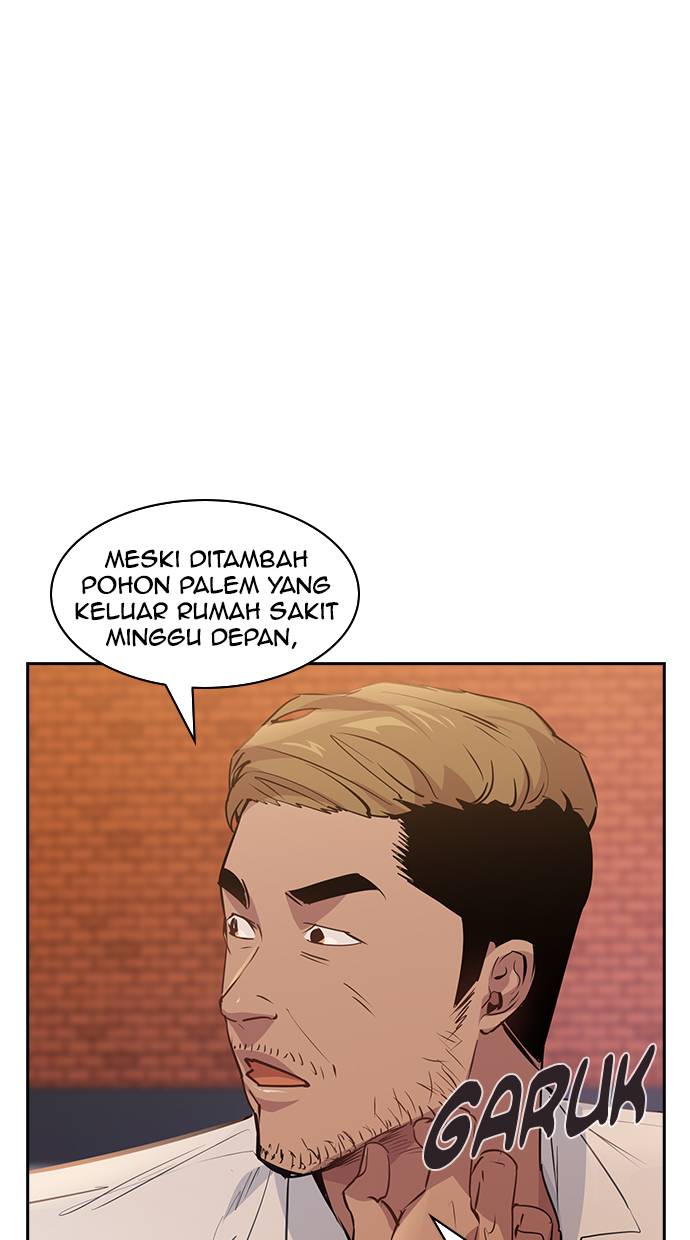 MESKI DITAMBAH
POHON PALEM YANG
KELUAR RUMAH SAKIT
MINGGU DEPAN,
GARUK